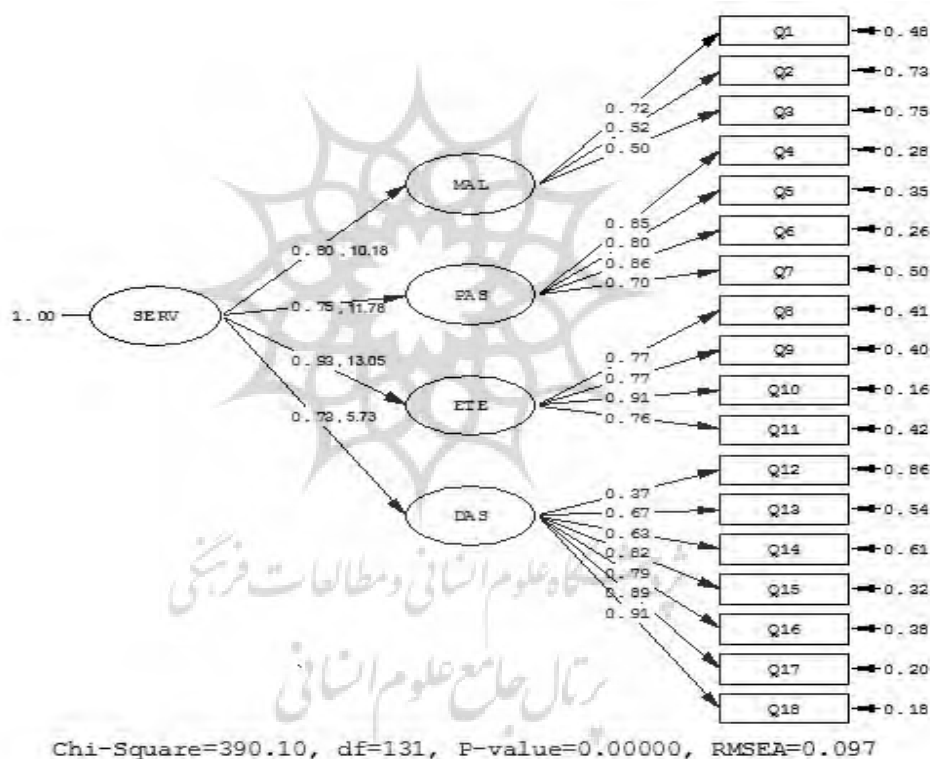 Q1 0.48
Q2 0.73
0.72
0.52 Q3 0.75
0.50
Q4 0.28
MAL
Q5 0.35
0.85
0.80 Q6 0.26
0.86
0.80,10.18 0.70 Q7 0.50
PAS
1.00 SERV 0.75,11.78 Q8 0.41
Q9 0.40
0.93,13.05 0.77
0.77 Q10 0.16
ETE 0.91
0.76
0.73,5.73 Q11 0.42
Q12 0.86
0.37
0.67 Q13 0.54
DAS 0.63
0.82 Q14 0.61
0.79
پژوهشگاه علوم انسانی و مطالعات فرهنگی 0.89 Q15 0.32
0.91
Q16 0.38
پرتال جامع علوم انسانی Q17 0.20
Q18 0.18
Chi-Square=390.10, df=131, P-value=0.00000, RMSEA=0.097